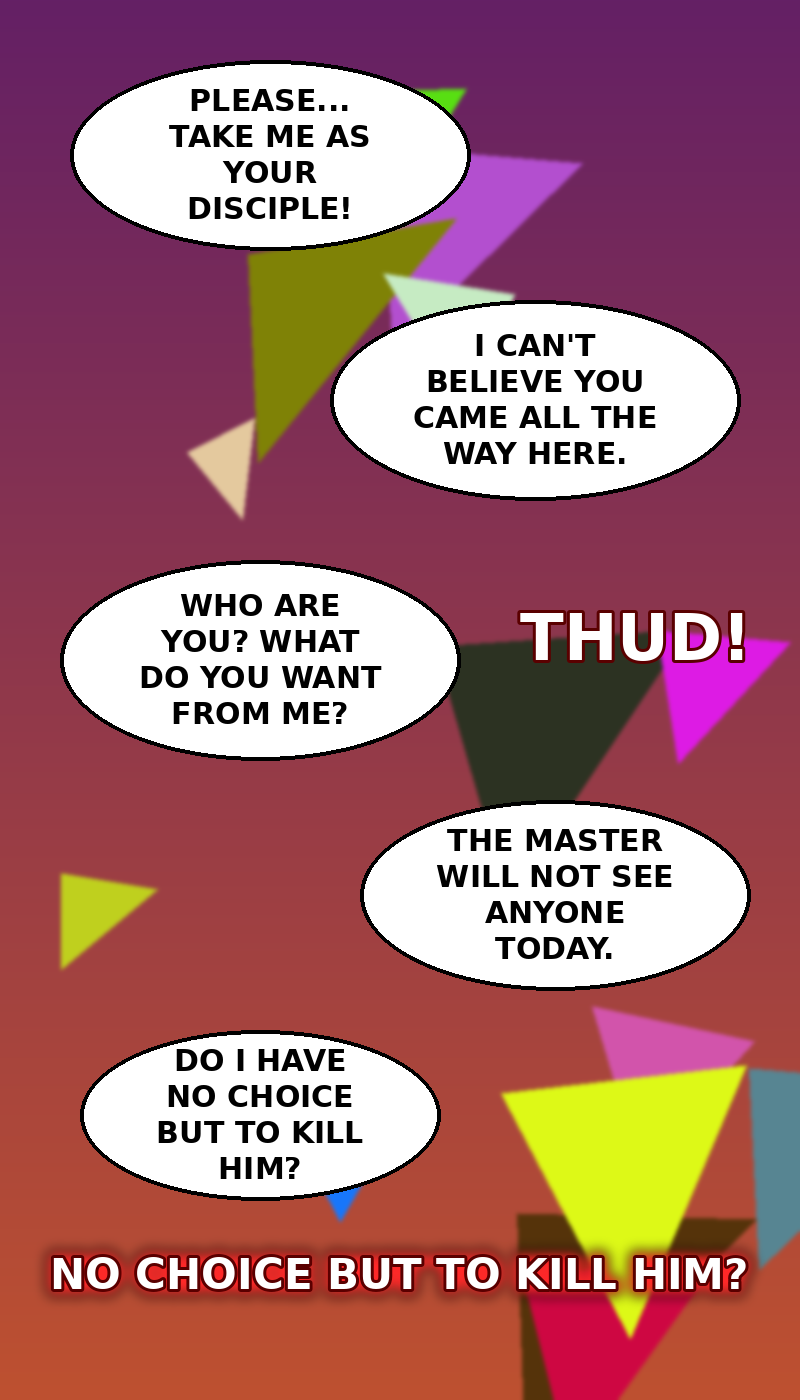 PLEASE...
TAKE ME AS
YOUR
DISCIPLE!
I CAN'T
BELIEVE YOU
CAME ALL THE
WAY HERE.
WHO ARE
YOU? WHAT
DO YOU WANT
FROM ME?
THUD!
THE MASTER
WILL NOT SEE
ANYONE
TODAY.
DO I HAVE
NO CHOICE
BUT TO KILL
HIM?
NO CHOICE BUT TO KILL HIM?